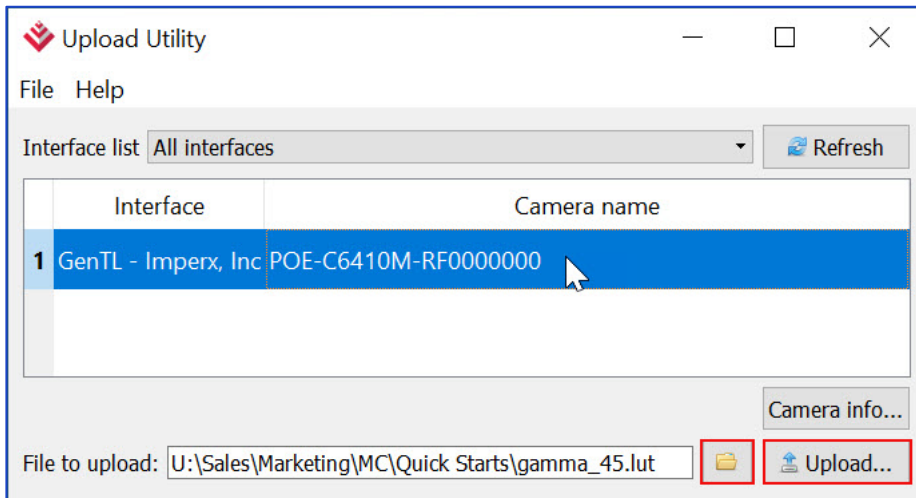 Upload Utility
File Help
Interface list All interfaces Refresh
Interface Camera name
1 GenTL - Imperx, Inc POE-C6410M-RF0000000
Camera info...
File to upload: U:\Sales\Marketing\MC\Quick Starts\gamma_45.lut Upload...